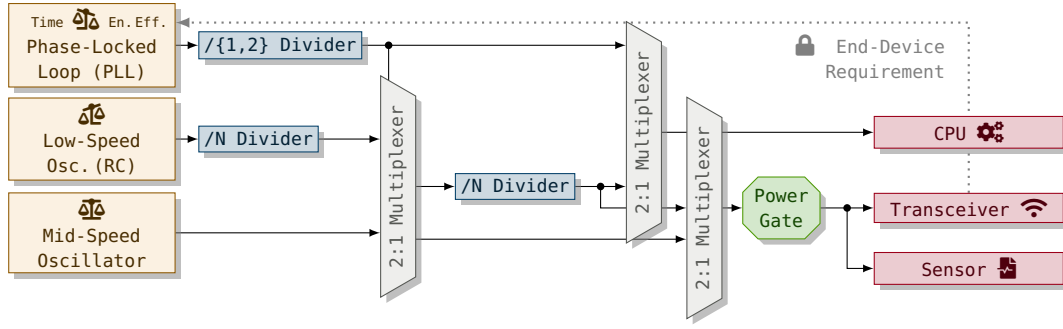 Time En. Eff.
Phase-Locked
Loop (PLL)
/{1,2} Divider
End-Device
Requirement
Low-Speed
Osc. (RC)
/N Divider
2:1 Multiplexer
/N Divider
2:1 Multiplexer
2:1 Multiplexer
Mid-Speed
Oscillator
Power
Gate
CPU
Transceiver
Sensor